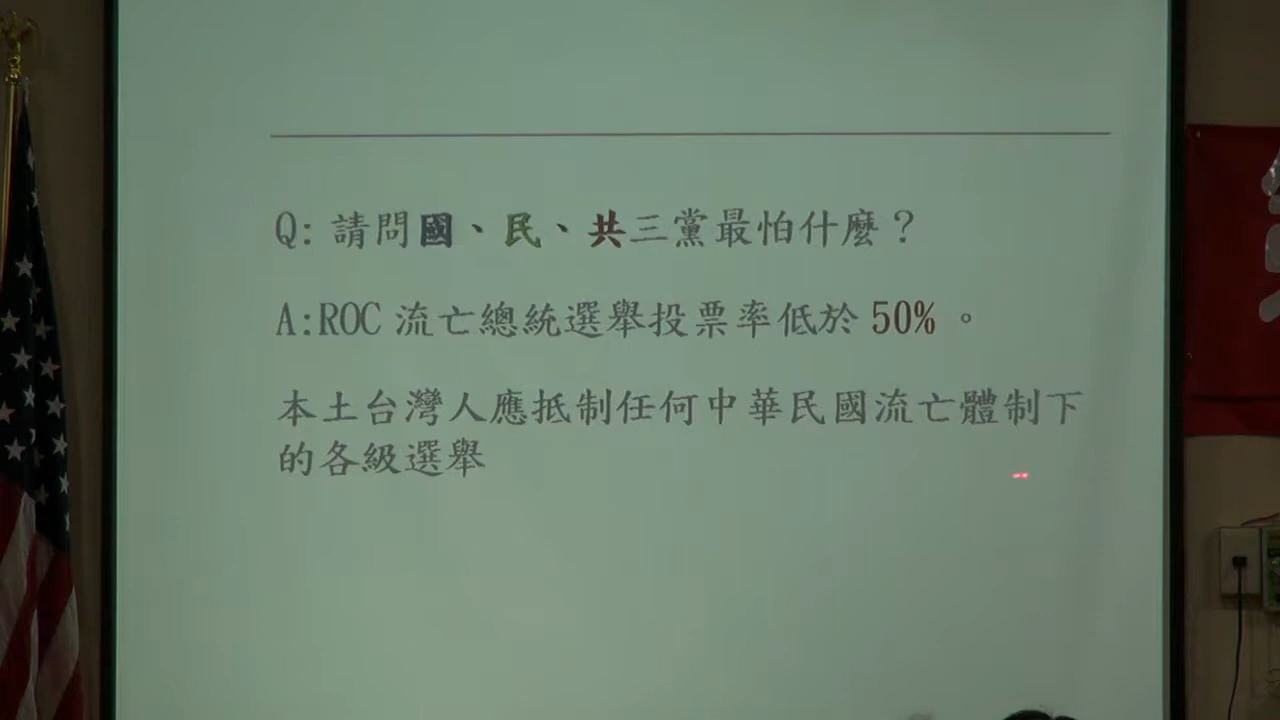 Q: 請問國、民、共三黨最怕什麼？
A:ROC 流亡總統選舉投票率低於 50% 。
本土台灣人應抵制任何中華民國流亡體制下
的各級選舉